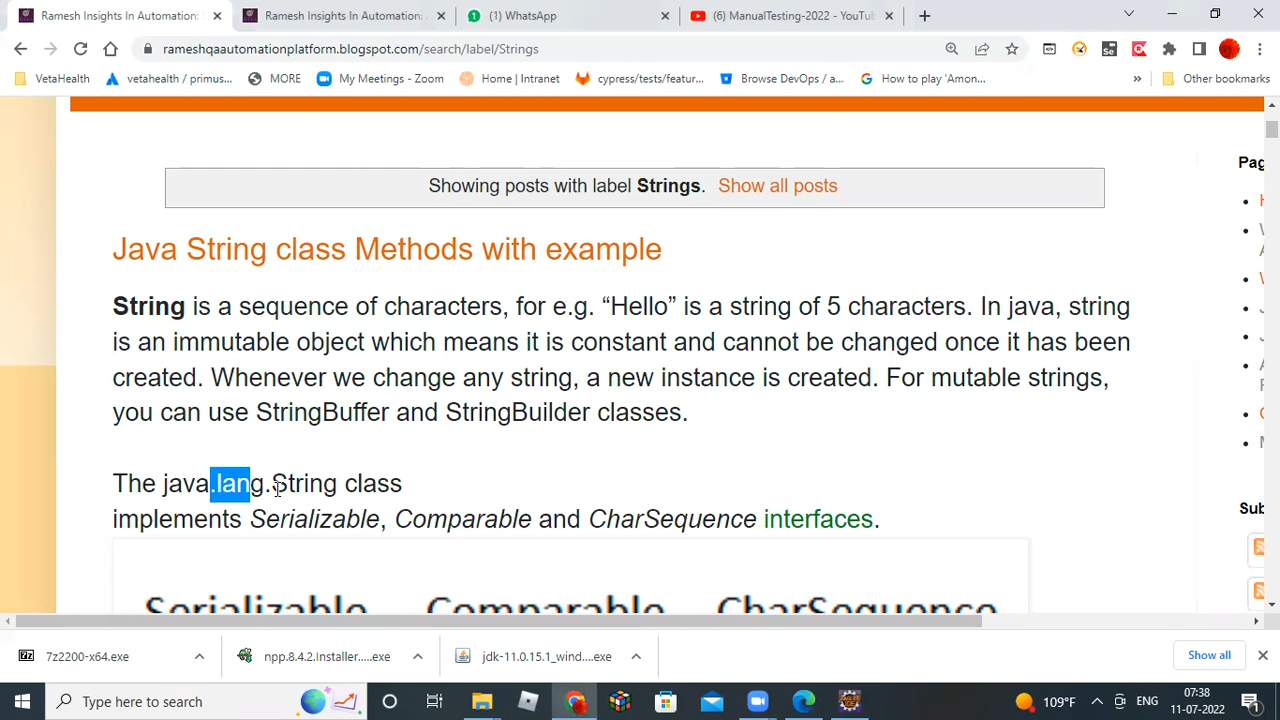 Ramesh Insights In Automation:
Ramesh Insights In Automation.
(1) WhatsApp
(6) ManualTesting-2022 - YouTub
rameshqaautomationplatform.blogspot.com/search/label/Strings
VetaHealth
vetahealth / primus...
MORE
My Meetings - Zoom
Home | Intranet
cypress/tests/featur...
Browse DevOps / a...
How to play 'Amon...
»
Other bookmarks
Showing posts with label Strings. Show all posts
Pag
Java String class Methods with example
String is a sequence of characters, for e.g. “Hello” is a string of 5 characters. In java, string
is an immutable object which means it is constant and cannot be changed once it has been
created. Whenever we change any string, a new instance is created. For mutable strings,
you can use StringBuffer and StringBuilder classes.
The java.lang.String class
implements Serializable, Comparable and CharSequence interfaces.
Sub
Serializable Comparable CharSequence
7z2200-x64.exe
npp.8.4.2.Installer.....exe
jdk-11.0.15.1_wind....exe
Show all
Type here to search
109°F
ENG
07:38
11-07-2022